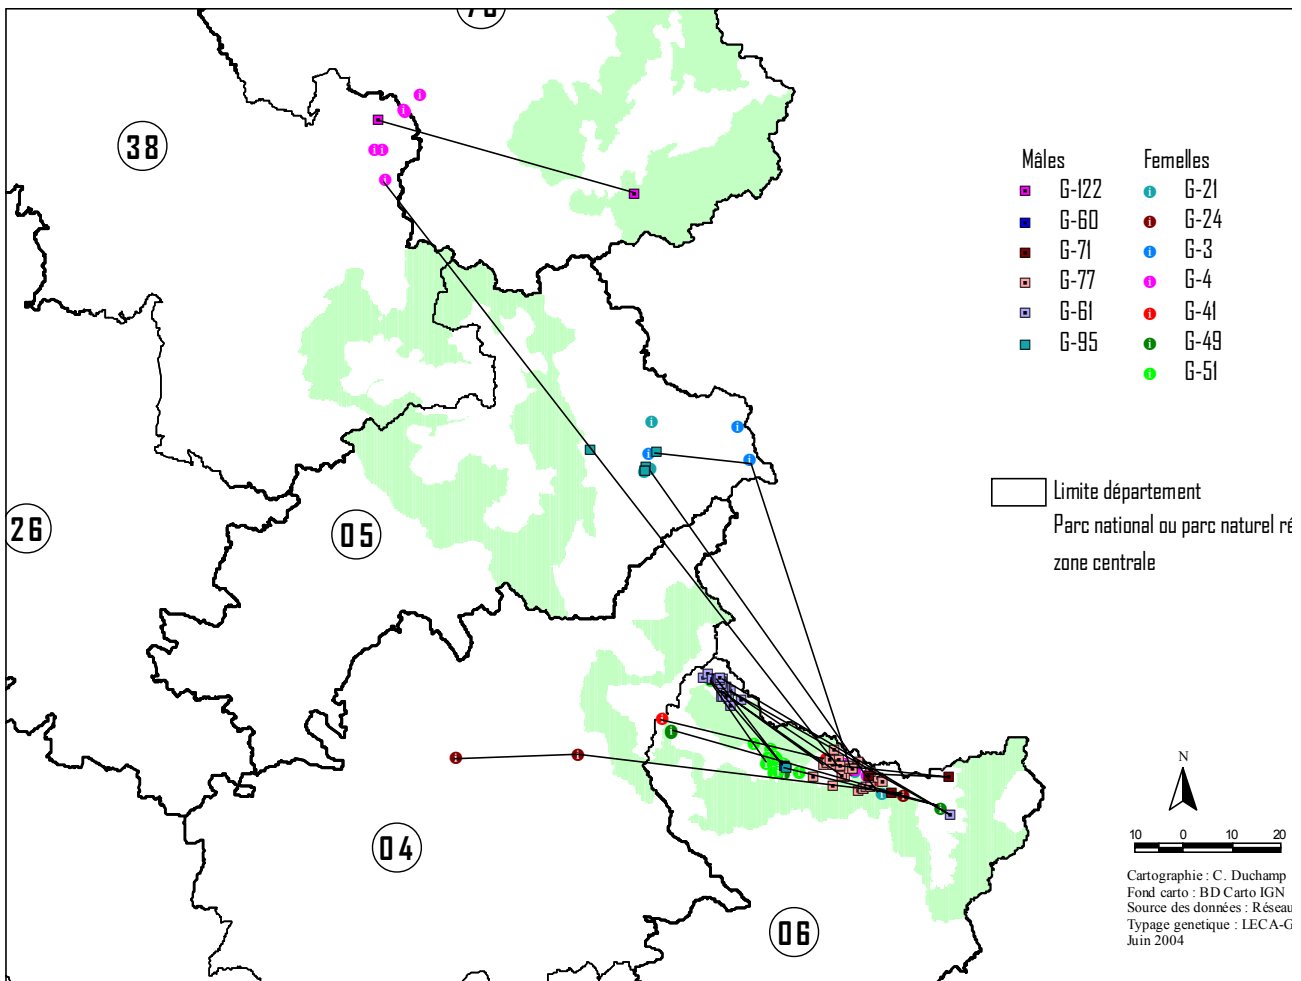 38
26
05
04
06
Mâles
G-122
G-60
G-71
G-77
G-61
G-95
Femelles
G-21
G-24
G-3
G-4
G-41
G-49
G-51
Limite département
Parc national ou parc naturel ré
zone centrale
N
10 0 10 20
Cartographie : C. Duchamp
Fond carto : BD Carto IGN
Source des données : Réseau
Typage genetique : LECA-G
Juin 2004